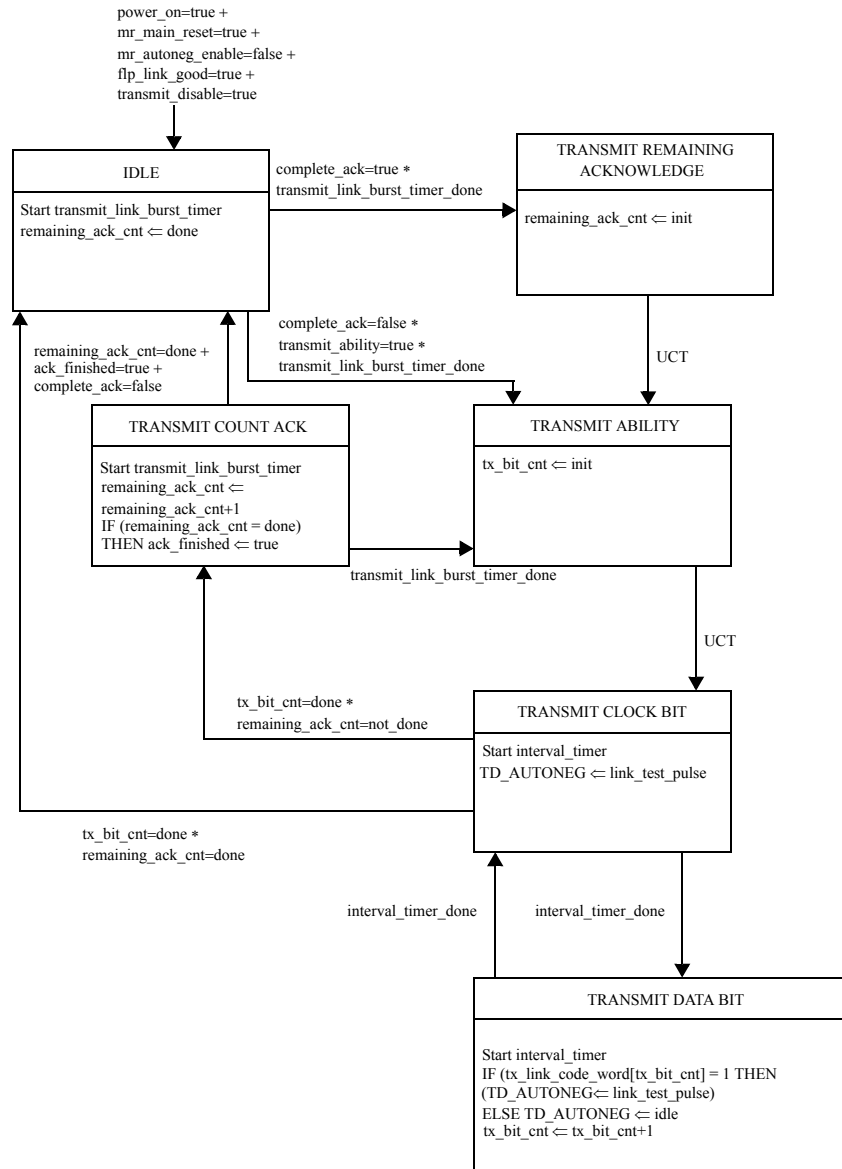 power_on=true +
mr_main_reset=true +
mr_autoneg_enable=false +
flp_link_good=true +
transmit_disable=true
IDLE
Start transmit_link_burst_timer
remaining_ack_cnt ⇐ done
complete_ack=true *
transmit_link_burst_timer_done
TRANSMIT REMAINING
ACKNOWLEDGE
remaining_ack_cnt ⇐ init
complete_ack=false *
transmit_ability=true *
transmit_link_burst_timer_done
UCT
remaining_ack_cnt=done +
ack_finished=true +
complete_ack=false
TRANSMIT COUNT ACK
Start transmit_link_burst_timer
remaining_ack_cnt ⇐
remaining_ack_cnt+1
IF (remaining_ack_cnt = done)
THEN ack_finished ⇐ true
TRANSMIT ABILITY
tx_bit_cnt ⇐ init
transmit_link_burst_timer_done
UCT
tx_bit_cnt=done *
remaining_ack_cnt=not_done
TRANSMIT CLOCK BIT
Start interval_timer
TD_AUTONEG ⇐ link_test_pulse
tx_bit_cnt=done *
remaining_ack_cnt=done
interval_timer_done
interval_timer_done
TRANSMIT DATA BIT
Start interval_timer
IF (tx_link_code_word[tx_bit_cnt] = 1 THEN
(TD_AUTONEG⇐ link_test_pulse)
ELSE TD_AUTONEG ⇐ idle
tx_bit_cnt ⇐ tx_bit_cnt+1